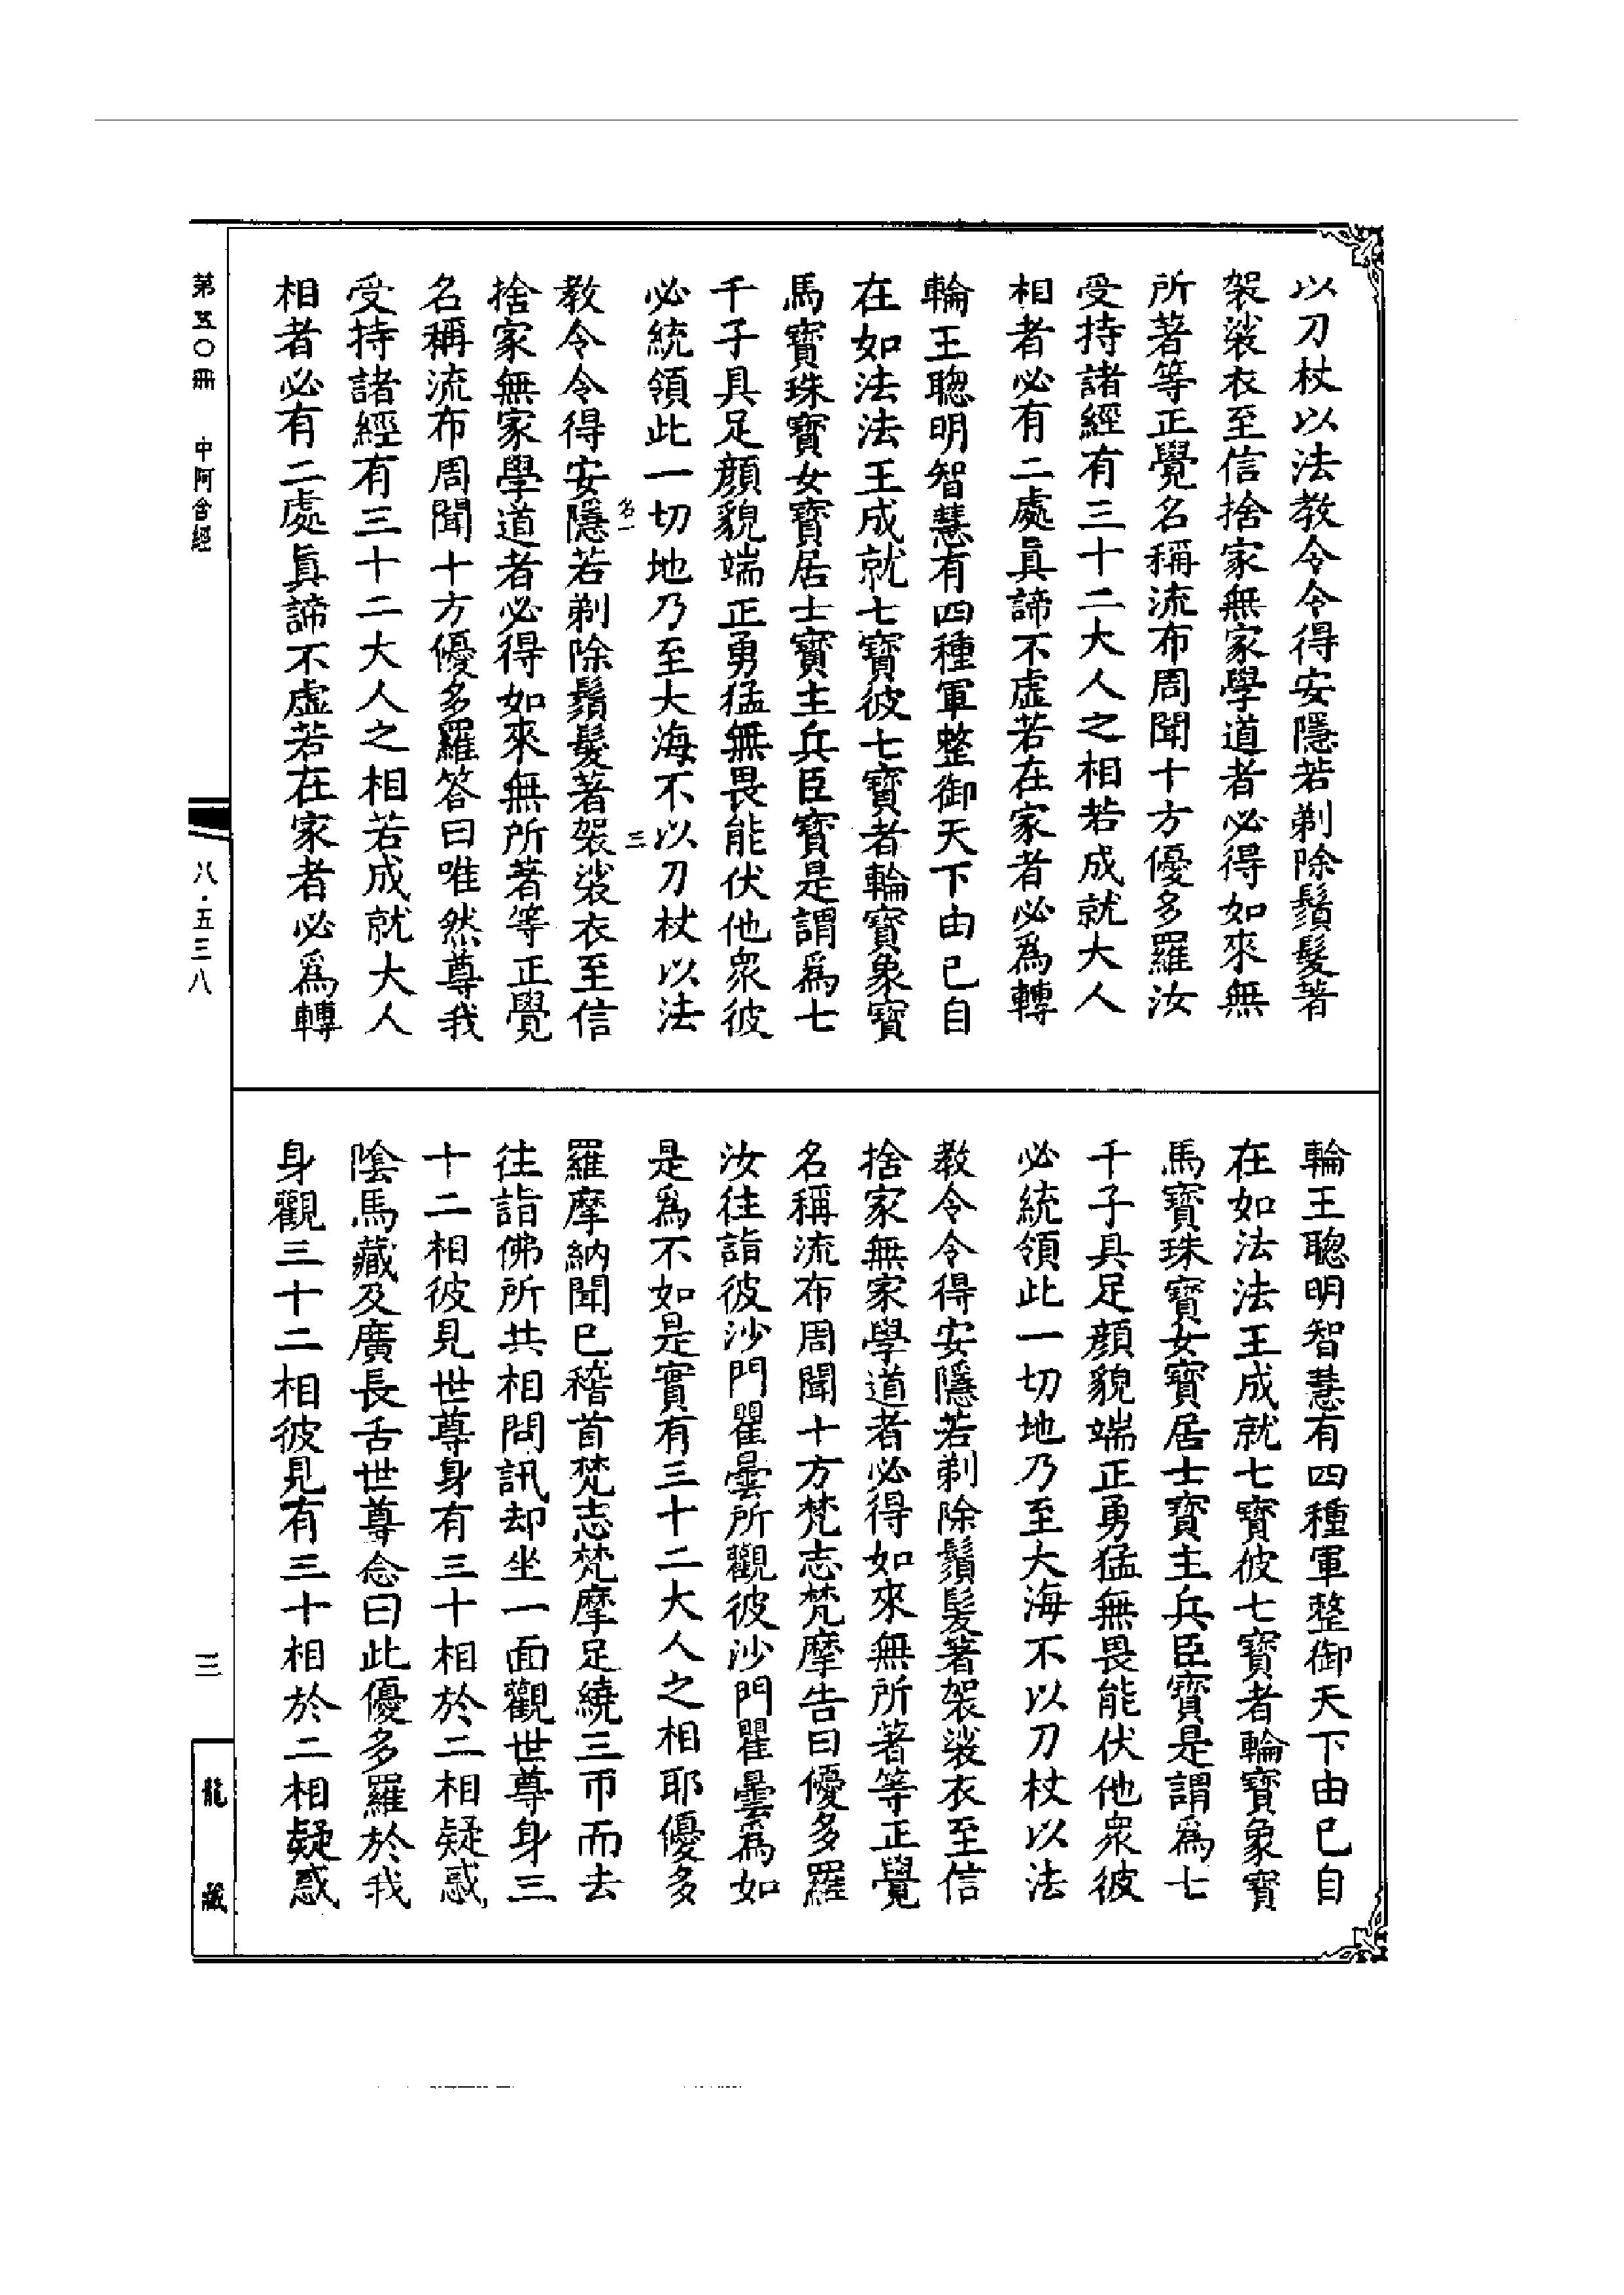 以刀杖以法教令令得安隱若剃除鬚髮著
袈裟衣至信捨家無家學道者必得如來無
所著等正覺名稱流布周聞十方優多羅汝
受持諸經有三十二大人之相若成就大人
相者必有二處眞諦不虛若在家者必爲轉
輪王聰明智慧有四種軍整御天下由已自
在如法法王成就七寶彼七寶者輪寶象寶
馬寶珠寶女寶居士寶主兵臣寶是謂爲七
千子具足顏貌端正勇猛無畏能伏他眾彼
必統領此一切地乃至大海不以刀杖以法
名一
三
教令令得安隱若剃除鬚髮著袈裟衣至信
捨家無家學道者必得如來無所著等正覺
名稱流布周聞十方優多羅答曰唯然尊我
受持諸經有三十二大人之相若成就大人
相者必有二處眞諦不虛若在家者必爲轉
輪王聰明智慧有四種軍整御天下由已自
在如法法王成就七寶彼七寶者輪寶象寶
馬寶珠寶女寶居士寶主兵臣寶是謂爲七
千子具足顏貌端正勇猛無畏能伏他眾彼
必統領此一切地乃至大海不以刀杖以法
教令令得安隱若剃除鬚髮著袈裟衣至信
捨家無家學道者必得如來無所著等正覺
名稱流布周聞十方梵志梵摩告曰優多羅
汝往詣彼沙門瞿曇所觀彼沙門瞿曇爲如
是爲不如是實有三十二大人之相耶優多
羅摩納聞已稽首梵志梵摩足繞三帀而去
往詣佛所共相問訊却坐一面觀世尊身三
十二相彼見世尊身有三十相於二相疑惑
陰馬藏及廣長舌世尊念曰此優多羅於我
身觀三十二相彼見有三十相於二相疑惑
第五〇冊 中阿含經
八·五三八
三
龍藏